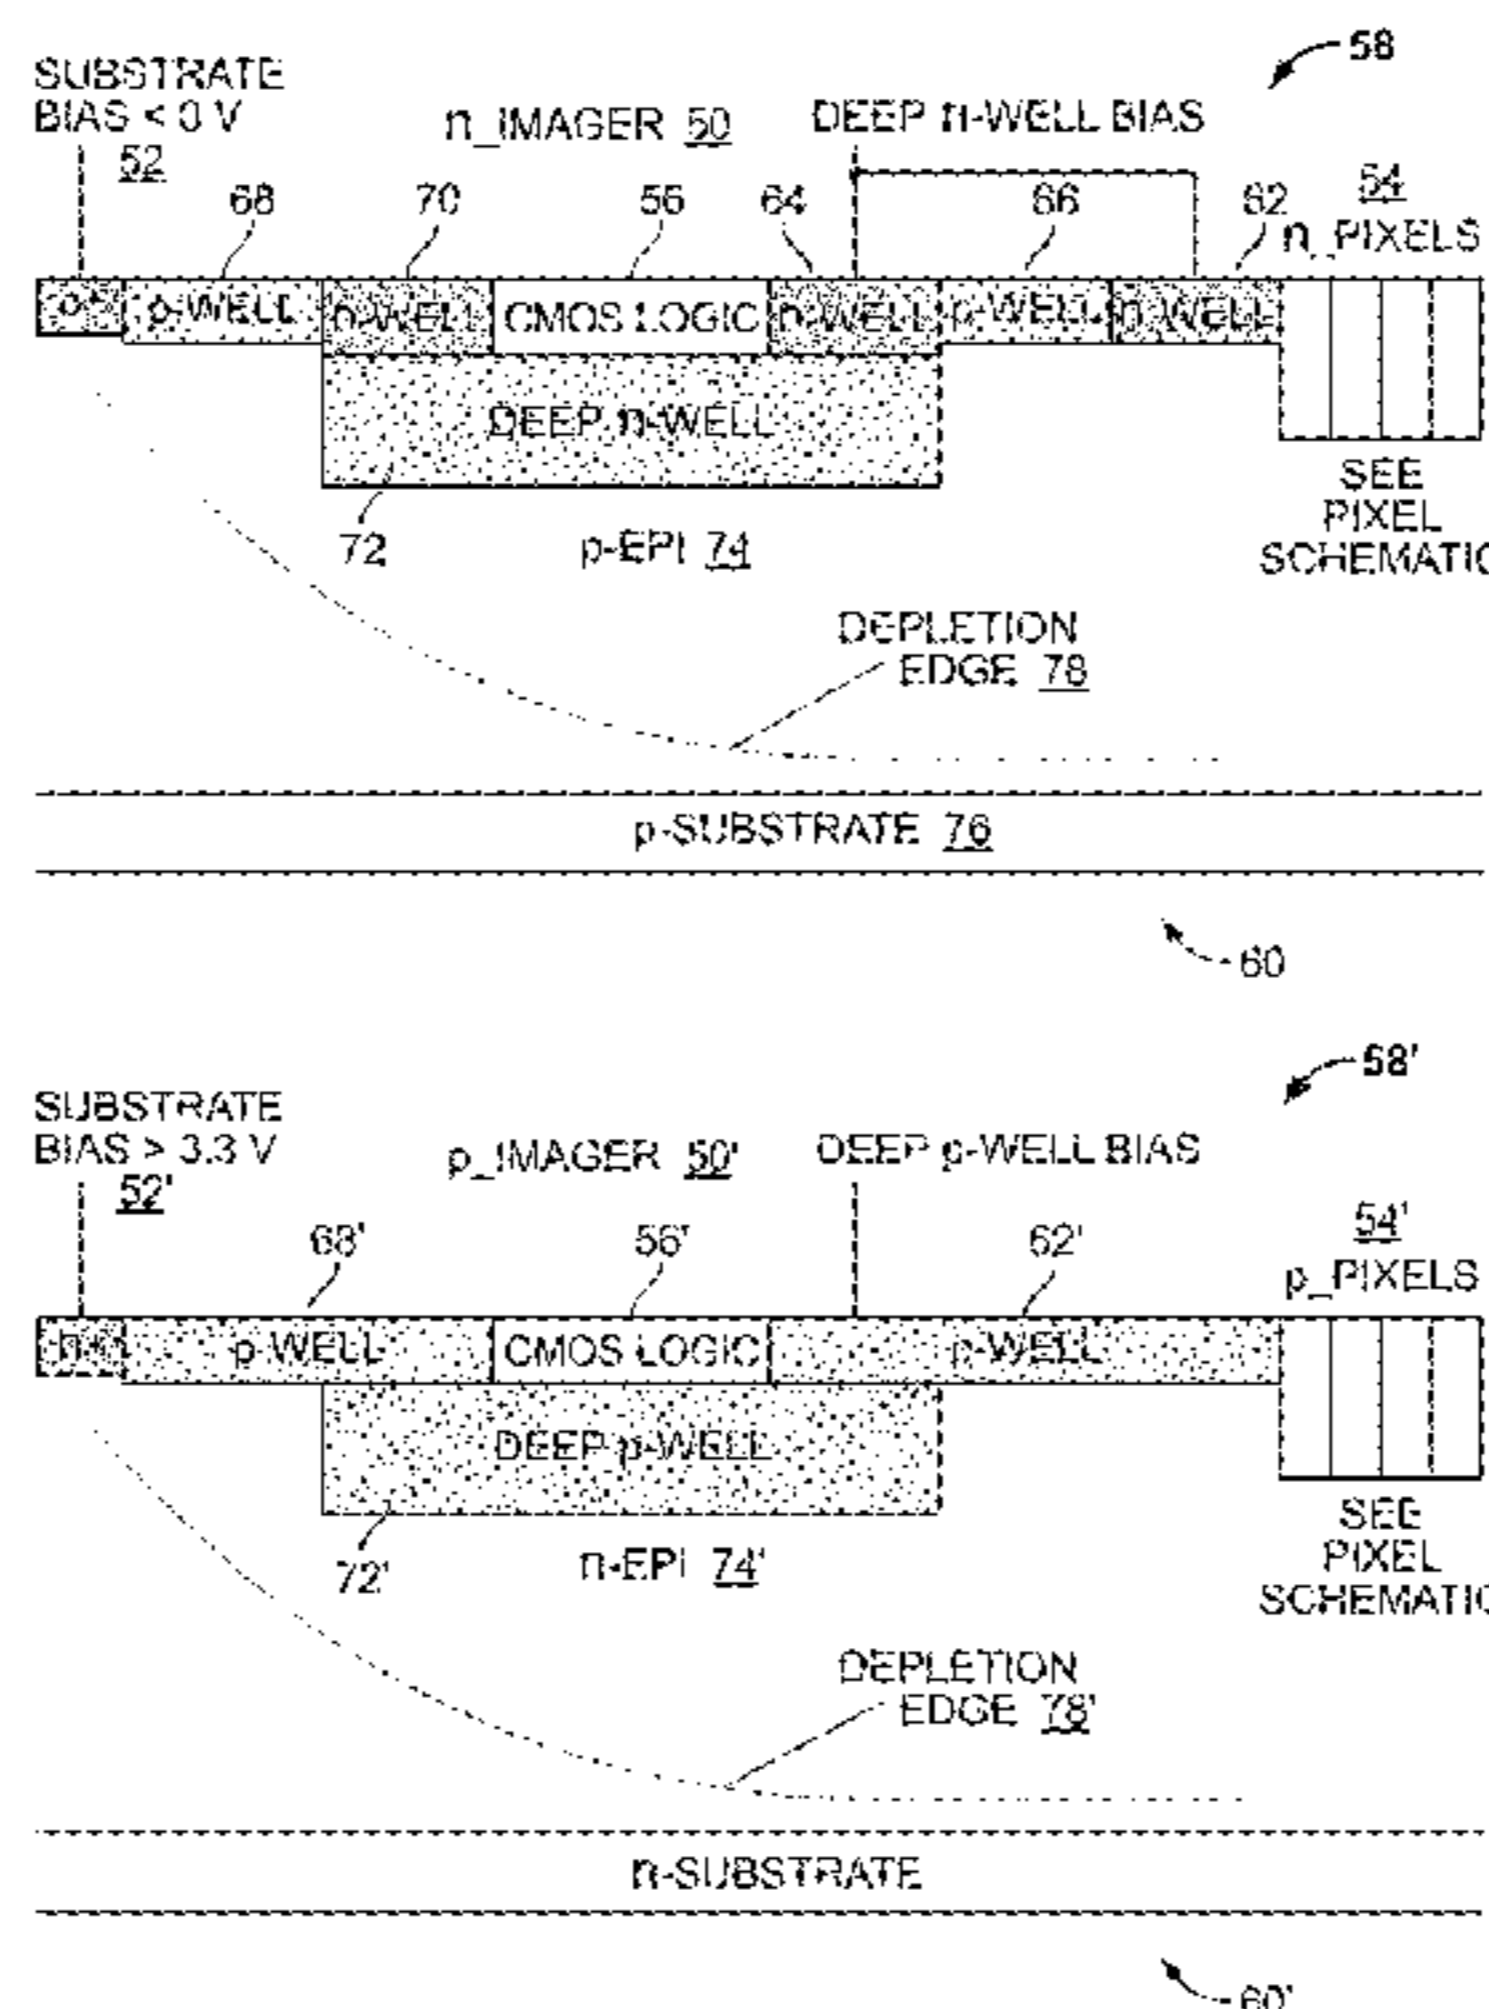 58
SUBSTRATE
BIAS < 0 V
52
n_IMAGER 50
DEEP n-WELL BIAS
68
70
56
64
66
62
54
n_PIXELS
p+ p-WELL n-WELL CMOS LOGIC n-WELL p-WELL n-WELL
DEEP n-WELL
72
p-EPI 74
SEE
PIXEL
SCHEMATIC
DEPLETION
EDGE 78
p-SUBSTRATE 76
60
58'
SUBSTRATE
BIAS > 3.3 V
52'
p_IMAGER 50'
DEEP p-WELL BIAS
68'
56'
62'
54'
p_PIXELS
n+ p-WELL CMOS LOGIC p-WELL
DEEP p-WELL
72'
n-EPI 74'
SEE
PIXEL
SCHEMATIC
DEPLETION
EDGE 78'
n-SUBSTRATE
60'